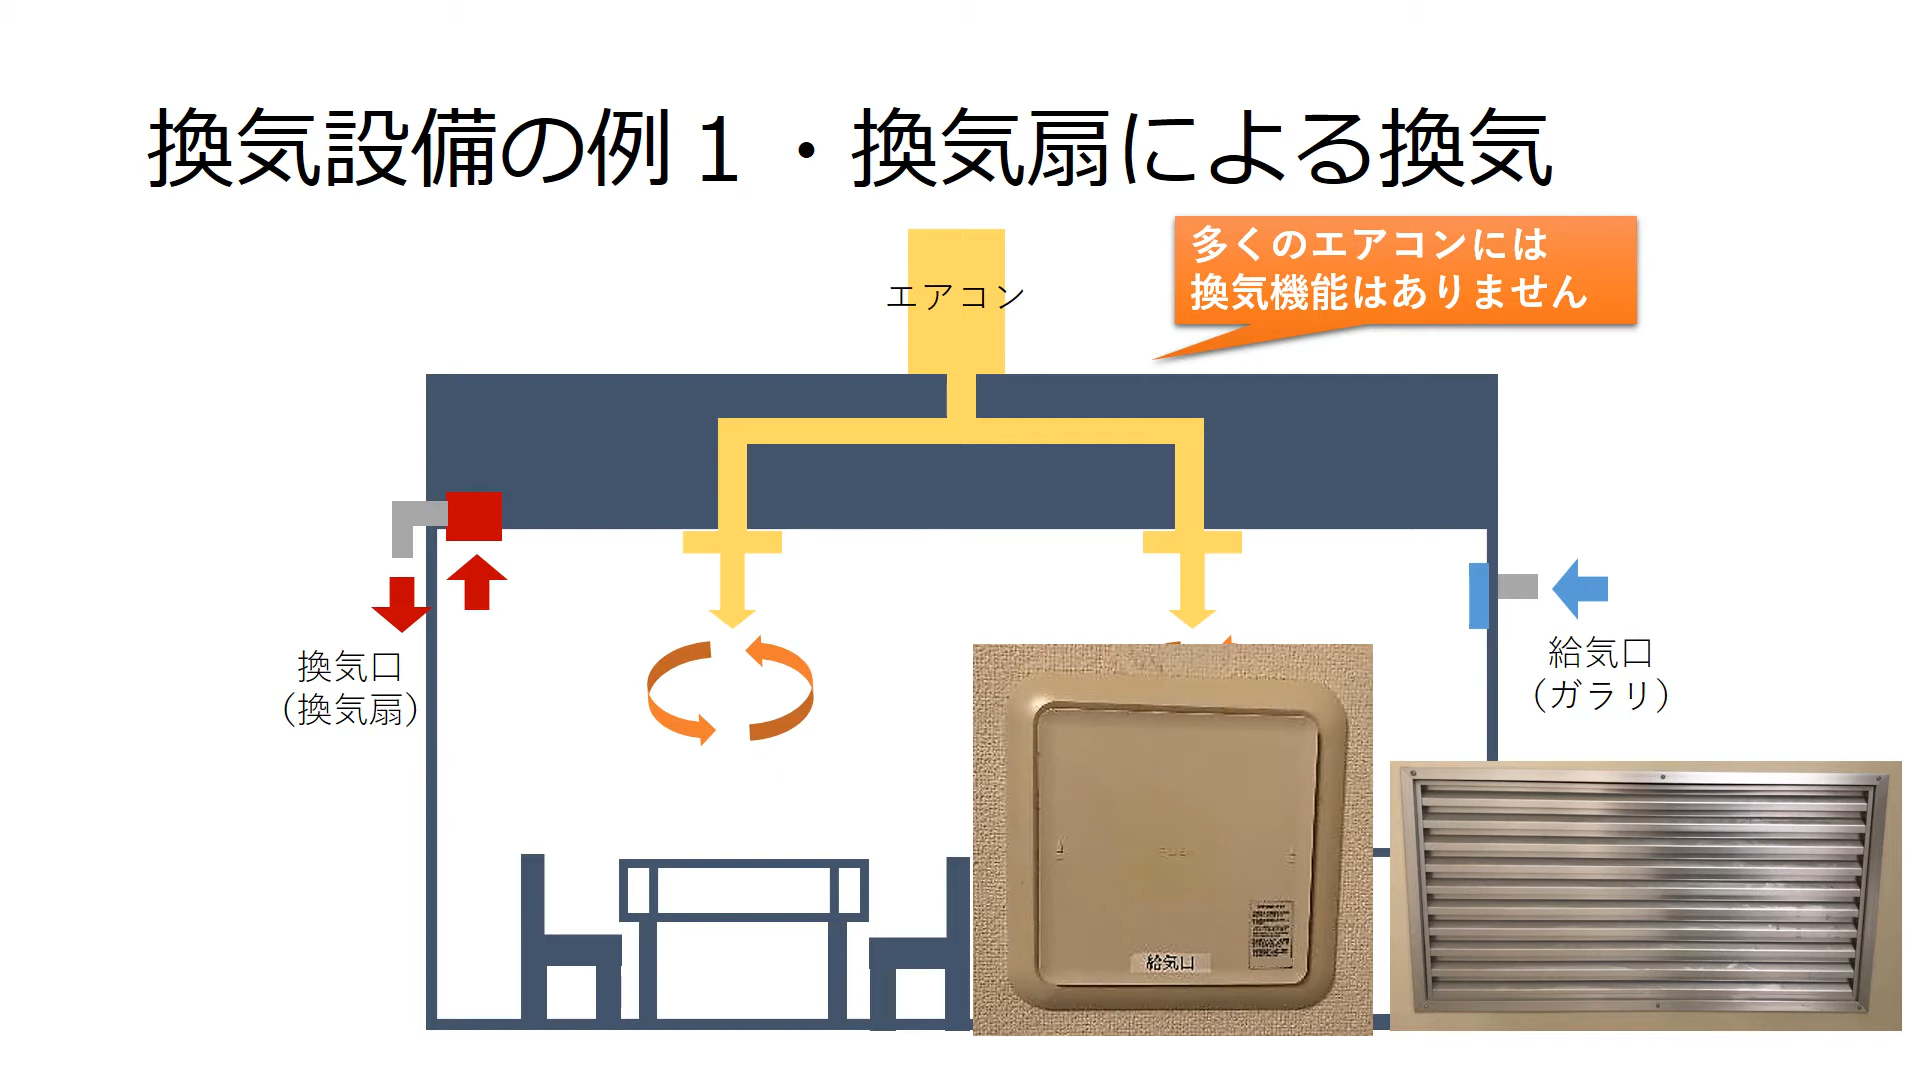 換気設備の例１・換気扇による換気
多くのエアコンには
換気機能はありません
エアコン
換気口
（換気扇）
給気口
（ガラリ）
給気口